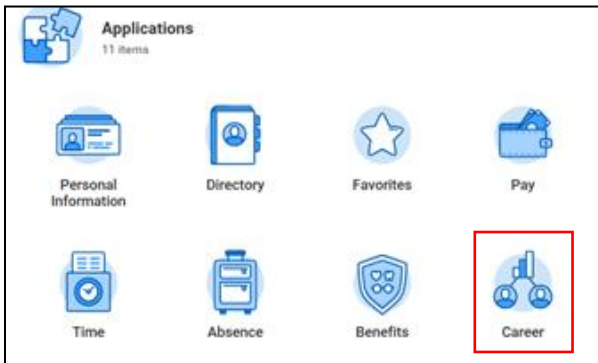 Applications
11 items
Personal
Information
Directory
Favorites
Pay
Time
Absence
Benefits
Career